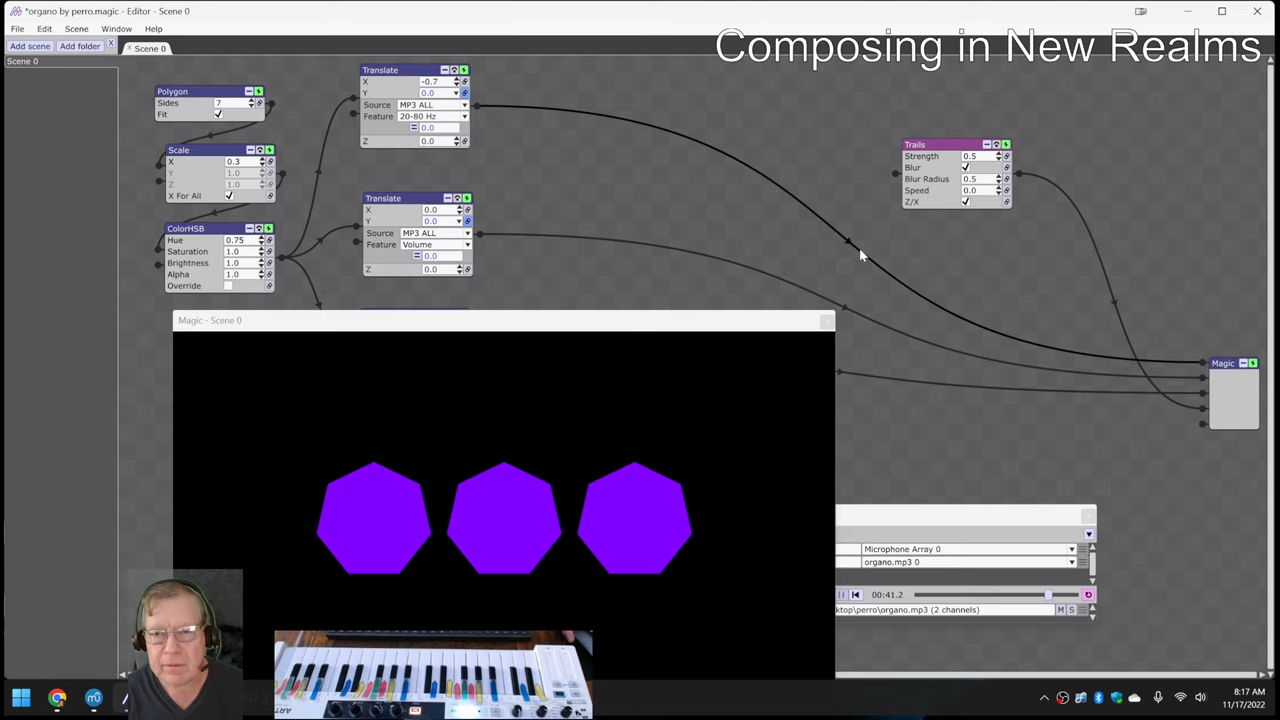 *organo by perro.magic - Editor - Scene 0
Composing in New Realms
File Edit Scene Window Help
Add scene Add folder X Scene 0
Scene 0
Polygon
Sides 7
Fit
Scale
X 0.3
Y 1.0
Z 1.0
X For All
ColorHSB
Hue 0.75
Saturation 1.0
Brightness 1.0
Alpha 1.0
Override
Translate
X -0.7
Y 0.0
Source MP3 ALL
Feature 20-80 Hz
= 0.0
Z 0.0
Translate
X 0.0
Y 0.0
Source MP3 ALL
Feature Volume
= 0.0
Z 0.0
Trails
Strength 0.5
Blur
Blur Radius 0.5
Speed 0.0
Z/X
Magic
Magic - Scene 0
Microphone Array 0
organo.mp3 0
00:41.2
ktop\perro\organo.mp3 (2 channels) M S
8:17 AM
11/17/2022